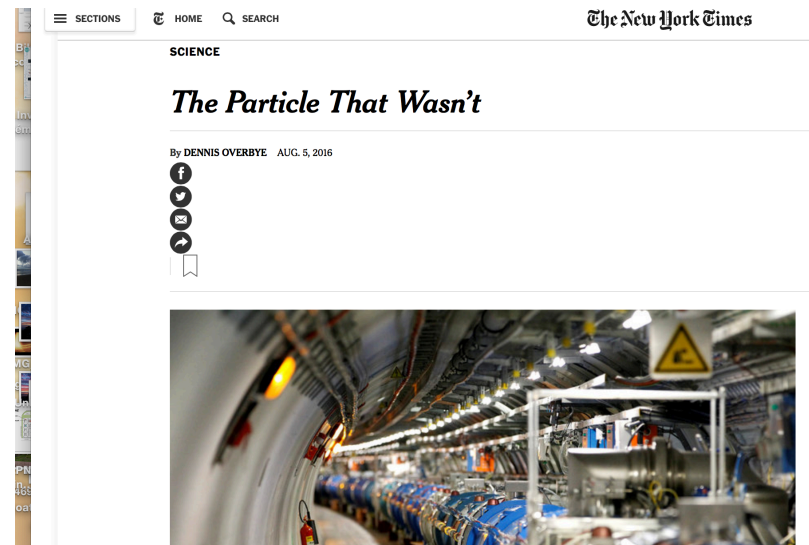 SECTIONS HOME SEARCH The New York Times
SCIENCE
The Particle That Wasn't
By DENNIS OVERBYE AUG. 5, 2016